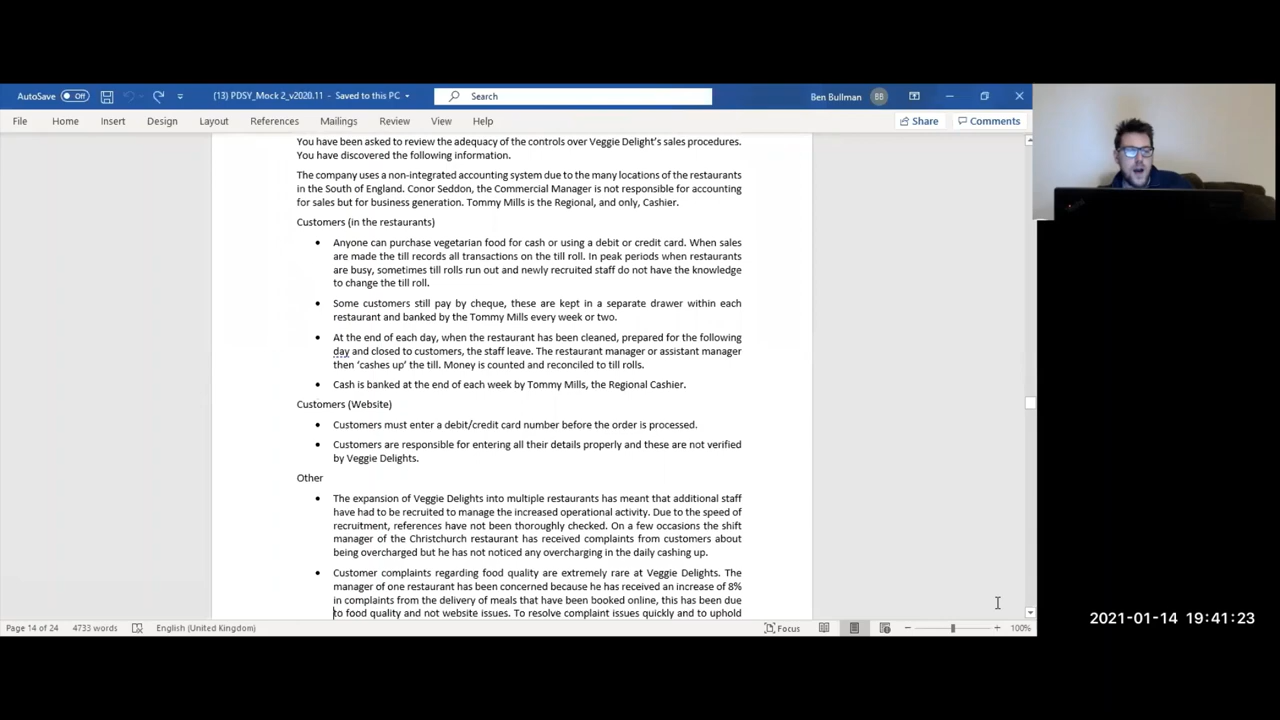 AutoSave Off (13) PDSY_Mock 2_v2020.11 - Saved to this PC Search Ben Bullman BB
File Home Insert Design Layout References Mailings Review View Help Share Comments
You have been asked to review the adequacy of the controls over Veggie Delight's sales procedures.
You have discovered the following information.
The company uses a non-integrated accounting system due to the many locations of the restaurants
in the South of England. Conor Seddon, the Commercial Manager is not responsible for accounting
for sales but for business generation. Tommy Mills is the Regional, and only, Cashier.
Customers (in the restaurants)
• Anyone can purchase vegetarian food for cash or using a debit or credit card. When sales
are made the till records all transactions on the till roll. In peak periods when restaurants
are busy, sometimes till rolls run out and newly recruited staff do not have the knowledge
to change the till roll.
• Some customers still pay by cheque, these are kept in a separate drawer within each
restaurant and banked by the Tommy Mills every week or two.
• At the end of each day, when the restaurant has been cleaned, prepared for the following
day and closed to customers, the staff leave. The restaurant manager or assistant manager
then 'cashes up' the till. Money is counted and reconciled to till rolls.
• Cash is banked at the end of each week by Tommy Mills, the Regional Cashier.
Customers (Website)
• Customers must enter a debit/credit card number before the order is processed.
• Customers are responsible for entering all their details properly and these are not verified
by Veggie Delights.
Other
• The expansion of Veggie Delights into multiple restaurants has meant that additional staff
have had to be recruited to manage the increased operational activity. Due to the speed of
recruitment, references have not been thoroughly checked. On a few occasions the shift
manager of the Christchurch restaurant has received complaints from customers about
being overcharged but he has not noticed any overcharging in the daily cashing up.
• Customer complaints regarding food quality are extremely rare at Veggie Delights. The
manager of one restaurant has been concerned because he has received an increase of 8%
in complaints from the delivery of meals that have been booked online, this has been due
to food quality and not website issues. To resolve complaint issues quickly and to uphold
Page 14 of 24 4733 words English (United Kingdom) Focus 100%
2021-01-14 19:41:23